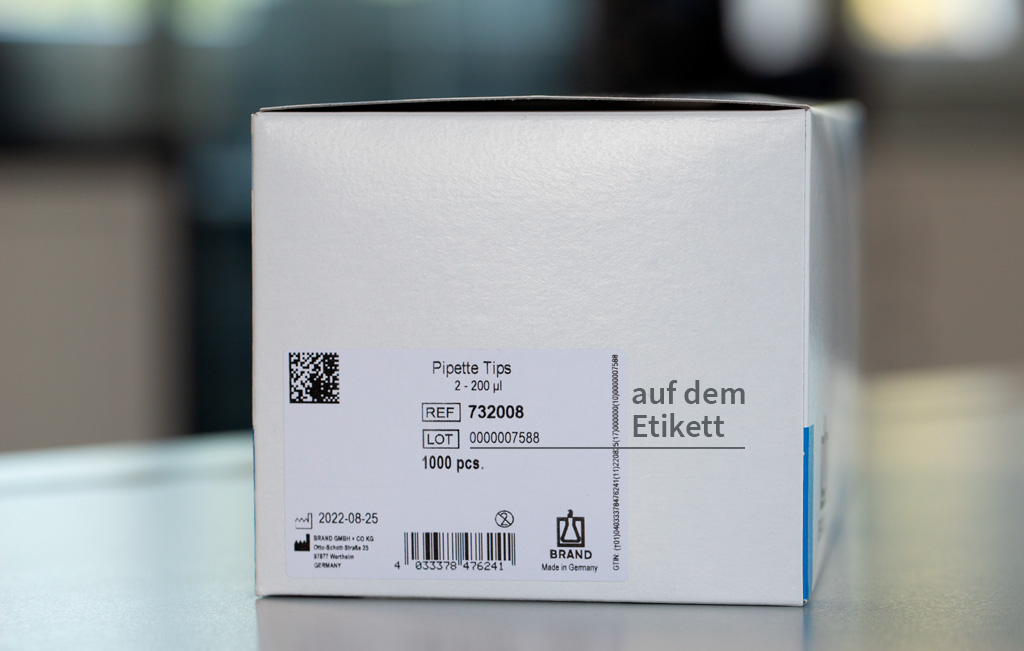 Pipette Tips
2 - 200 µl
REF 732008
LOT 0000007588
1000 pcs.
auf dem
Etikett
2022-08-25
BRAND GMBH + CO KG
Otto-Schott-Straße 25
97877 Wertheim
GERMANY
4 033378 476241
BRAND
Made in Germany
GTIN: (01)04033378476241(11)220825(17)000000(10)0000007588